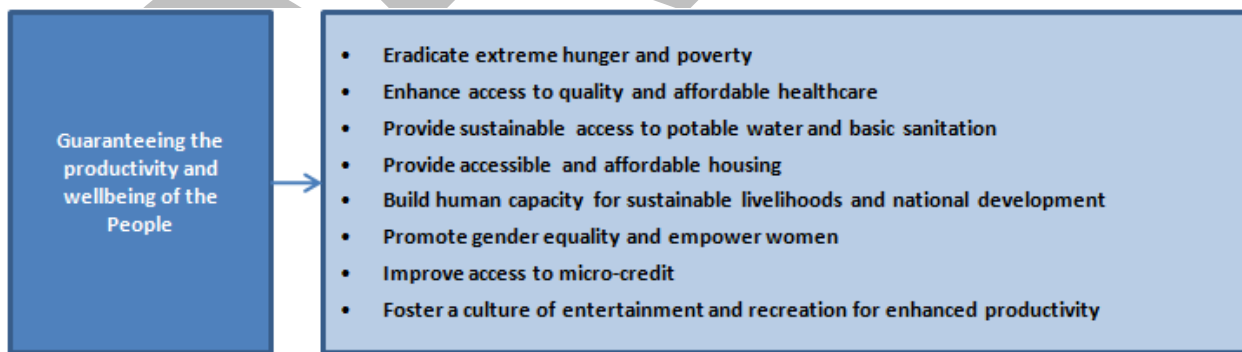 Guaranteeing the
productivity and
wellbeing of the
People
• Eradicate extreme hunger and poverty
• Enhance access to quality and affordable healthcare
• Provide sustainable access to potable water and basic sanitation
• Provide accessible and affordable housing
• Build human capacity for sustainable livelihoods and national development
• Promote gender equality and empower women
• Improve access to micro-credit
• Foster a culture of entertainment and recreation for enhanced productivity